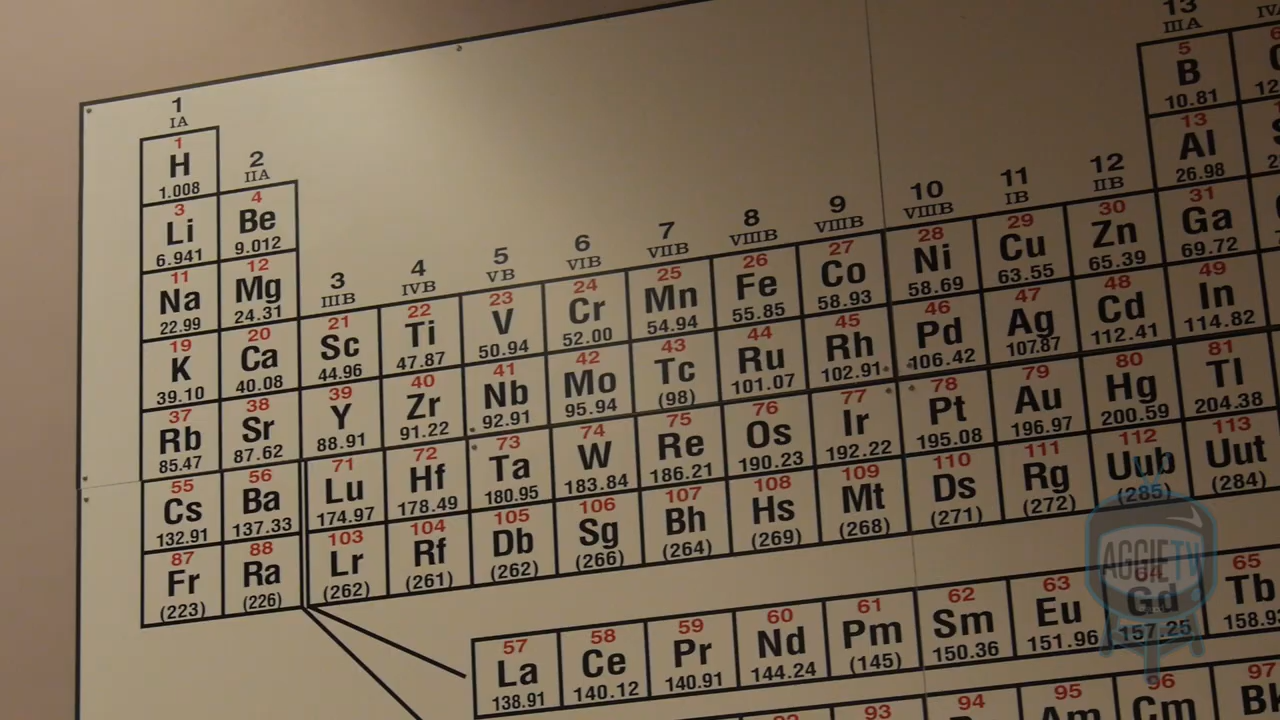 1
IA
1
H
1.008
2
IIA
3
Li
6.941
4
Be
9.012
11
Na
22.99
12
Mg
24.31
3
IIIB
4
IVB
5
VB
6
VIB
7
VIIB
8
VIIIB
9
VIIIB
10
VIIIB
11
IB
12
IIB
13
IIIA
5
B
10.81
13
Al
26.98
19
K
39.10
20
Ca
40.08
21
Sc
44.96
22
Ti
47.87
23
V
50.94
24
Cr
52.00
25
Mn
54.94
26
Fe
55.85
27
Co
58.93
28
Ni
58.69
29
Cu
63.55
30
Zn
65.39
31
Ga
69.72
37
Rb
85.47
38
Sr
87.62
39
Y
88.91
40
Zr
91.22
41
Nb
92.91
42
Mo
95.94
43
Tc
(98)
44
Ru
101.07
45
Rh
102.91
46
Pd
106.42
47
Ag
107.87
48
Cd
112.41
49
In
114.82
55
Cs
132.91
56
Ba
137.33
71
Lu
174.97
72
Hf
178.49
73
Ta
180.95
74
W
183.84
75
Re
186.21
76
Os
190.23
77
Ir
192.22
78
Pt
195.08
79
Au
196.97
80
Hg
200.59
81
Tl
204.38
87
Fr
(223)
88
Ra
(226)
103
Lr
(262)
104
Rf
(261)
105
Db
(262)
106
Sg
(266)
107
Bh
(264)
108
Hs
(269)
109
Mt
(268)
110
Ds
(271)
111
Rg
(272)
112
Uub
(285)
113
Uut
(284)
57
La
138.91
58
Ce
140.12
59
Pr
140.91
60
Nd
144.24
61
Pm
(145)
62
Sm
150.36
63
Eu
151.96
64
Gd
157.25
65
Tb
158.9
93
94
95
Am
96
Cm
97
AGGIE TV